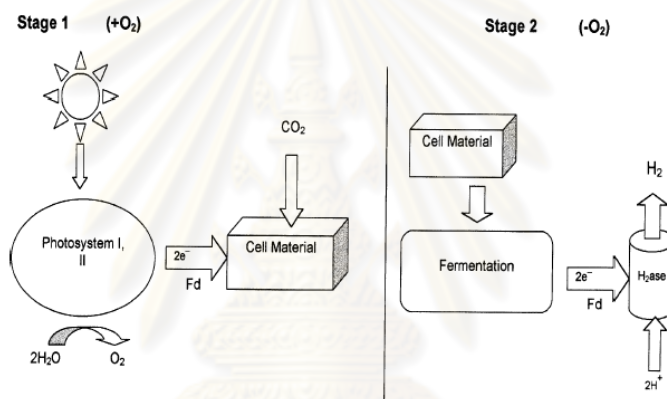 Stage 1 (+O₂)
CO₂
Photosystem I,
II
2e⁻
Fd
Cell Material
2H₂O O₂
Stage 2 (-O₂)
Cell Material
Fermentation
2e⁻
Fd
H₂
H₂ase
2H⁺